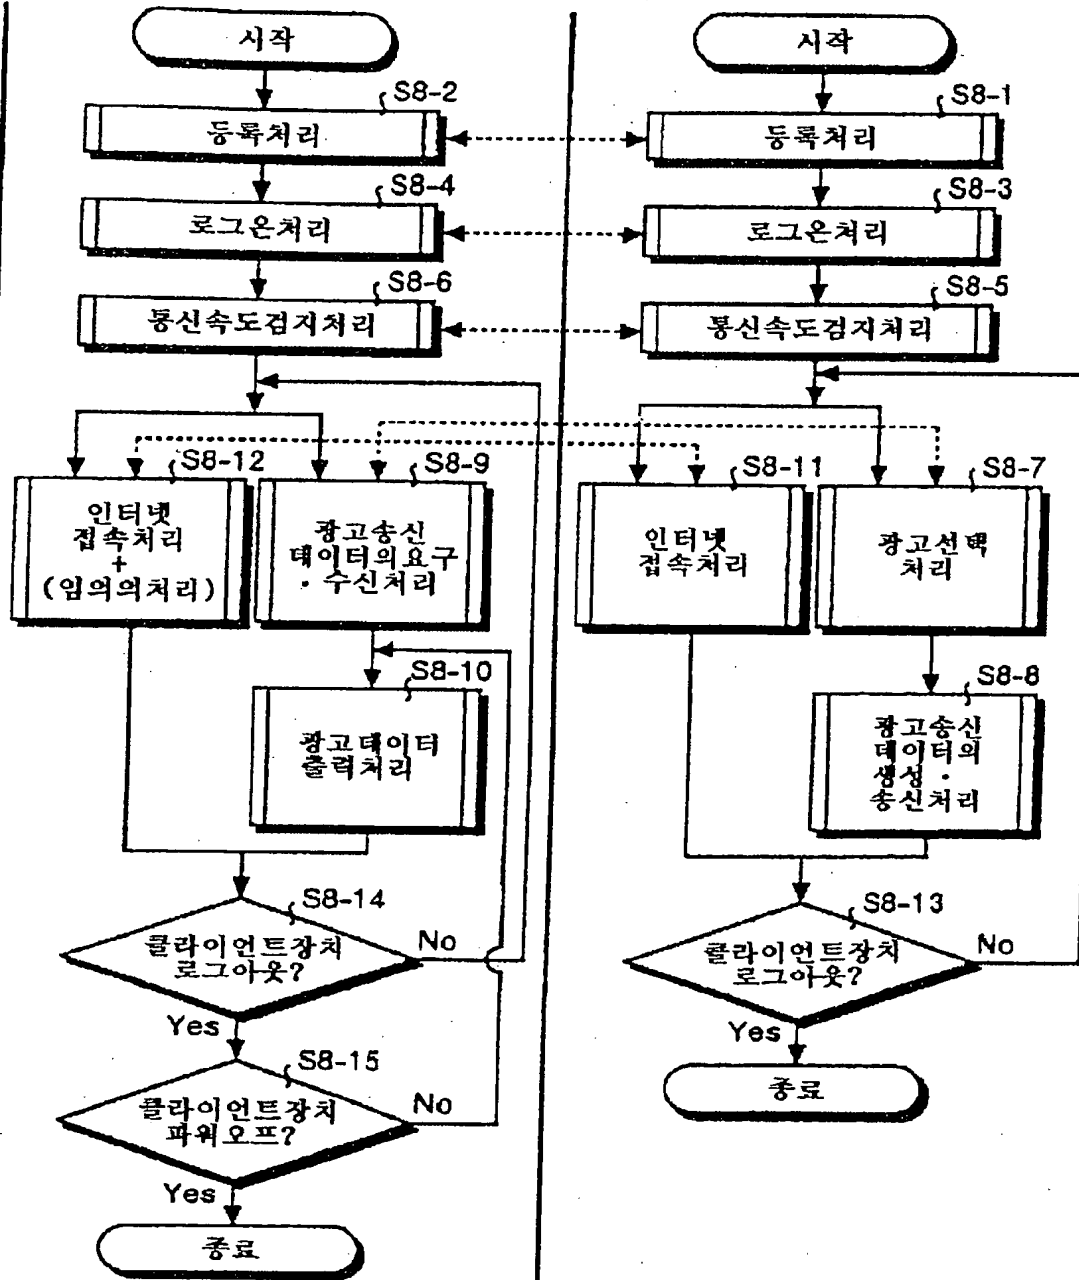 시작
S8-2
등록처리
S8-4
로그온처리
S8-6
통신속도검지처리
S8-12
인터넷
접속처리
+
(임의의처리)
S8-9
광고송신
데이터의요구
· 수신처리
S8-10
광고데이터
출력처리
S8-14
클라이언트장치
로그아웃?
No
Yes
S8-15
클라이언트장치
파워오프?
No
Yes
종료
시작
S8-1
등록처리
S8-3
로그온처리
S8-5
통신속도검지처리
S8-11
인터넷
접속처리
S8-7
광고선택
처리
S8-8
광고송신
데이터의
생성 ·
송신처리
S8-13
클라이언트장치
로그아웃?
No
Yes
종료